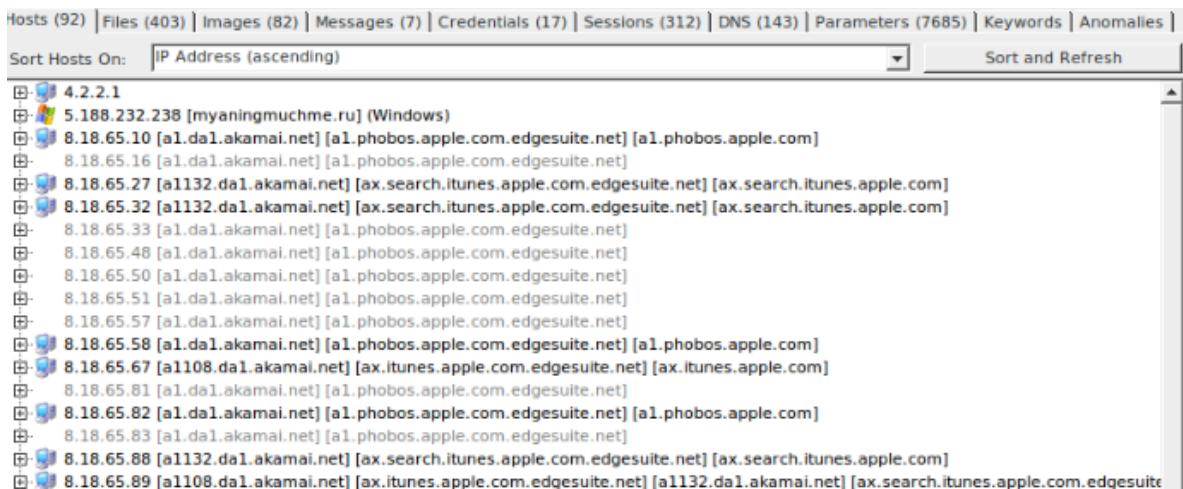 Hosts (92) Files (403) Images (82) Messages (7) Credentials (17) Sessions (312) DNS (143) Parameters (7685) Keywords Anomalies
Sort Hosts On: IP Address (ascending) Sort and Refresh
4.2.2.1
5.188.232.238 [myaningmuchme.ru] (Windows)
8.18.65.10 [a1.da1.akamai.net] [a1.phobos.apple.com.edgesuite.net] [a1.phobos.apple.com]
8.18.65.16 [a1.da1.akamai.net] [a1.phobos.apple.com.edgesuite.net]
8.18.65.27 [a1132.da1.akamai.net] [ax.search.itunes.apple.com.edgesuite.net] [ax.search.itunes.apple.com]
8.18.65.32 [a1132.da1.akamai.net] [ax.search.itunes.apple.com.edgesuite.net] [ax.search.itunes.apple.com]
8.18.65.33 [a1.da1.akamai.net] [a1.phobos.apple.com.edgesuite.net]
8.18.65.48 [a1.da1.akamai.net] [a1.phobos.apple.com.edgesuite.net]
8.18.65.50 [a1.da1.akamai.net] [a1.phobos.apple.com.edgesuite.net]
8.18.65.51 [a1.da1.akamai.net] [a1.phobos.apple.com.edgesuite.net]
8.18.65.57 [a1.da1.akamai.net] [a1.phobos.apple.com.edgesuite.net]
8.18.65.58 [a1.da1.akamai.net] [a1.phobos.apple.com.edgesuite.net] [a1.phobos.apple.com]
8.18.65.67 [a1108.da1.akamai.net] [ax.itunes.apple.com.edgesuite.net] [ax.itunes.apple.com]
8.18.65.81 [a1.da1.akamai.net] [a1.phobos.apple.com.edgesuite.net]
8.18.65.82 [a1.da1.akamai.net] [a1.phobos.apple.com.edgesuite.net] [a1.phobos.apple.com]
8.18.65.83 [a1.da1.akamai.net] [a1.phobos.apple.com.edgesuite.net]
8.18.65.88 [a1132.da1.akamai.net] [ax.search.itunes.apple.com.edgesuite.net] [ax.search.itunes.apple.com]
8.18.65.89 [a1108.da1.akamai.net] [ax.itunes.apple.com.edgesuite.net] [a1132.da1.akamai.net] [ax.search.itunes.apple.com.edgesuite